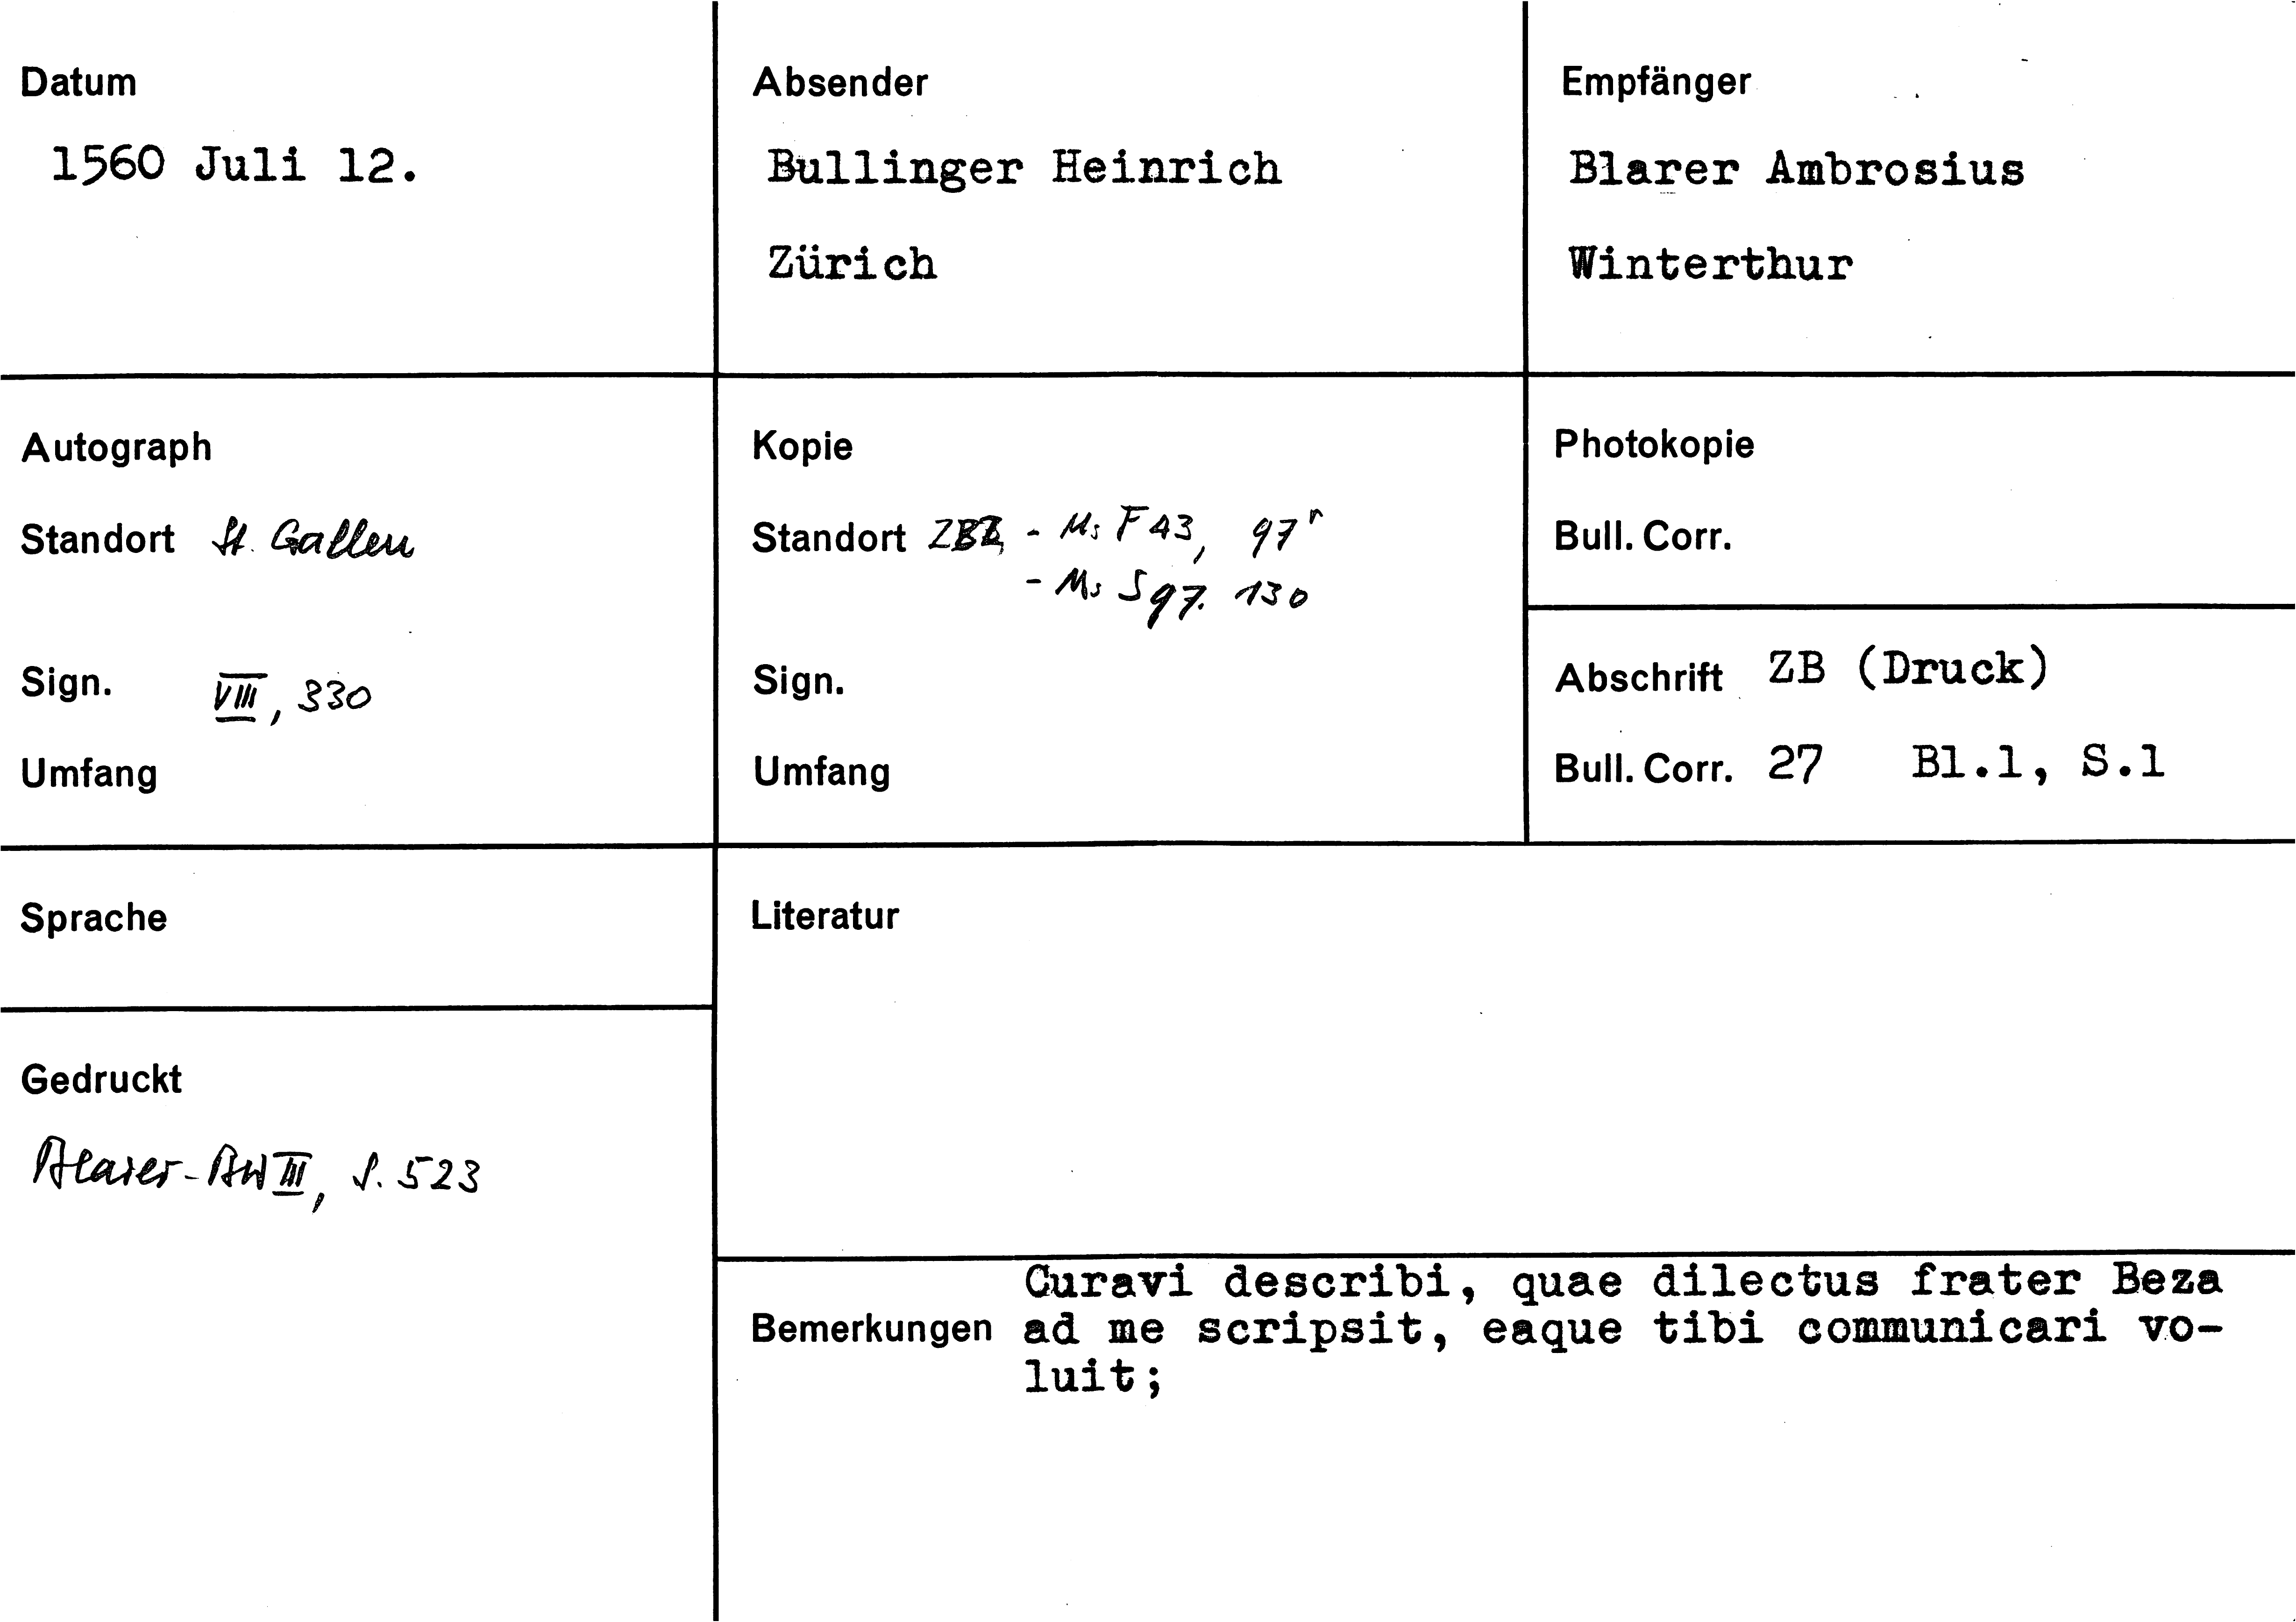 Datum
1560 Juli 12.
Absender
Bullinger Heinrich
Zürich
Empfänger
Blarer Ambrosius
Winterthur
Autograph
Standort St. Gallen
Sign. VIII, 330
Umfang
Kopie
Standort ZBZ - Ms F 43, 97r
- Ms S 97. 130
Sign.
Umfang
Photokopie
Bull. Corr.
Abschrift ZB (Druck)
Bull. Corr. 27 Bl.1, S.1
Sprache
Literatur
Gedruckt
Blarer-BW III, S. 523
Bemerkungen
Curavi describi, quae dilectus frater Beza
ad me scripsit, eaque tibi communicari vo-
luit;